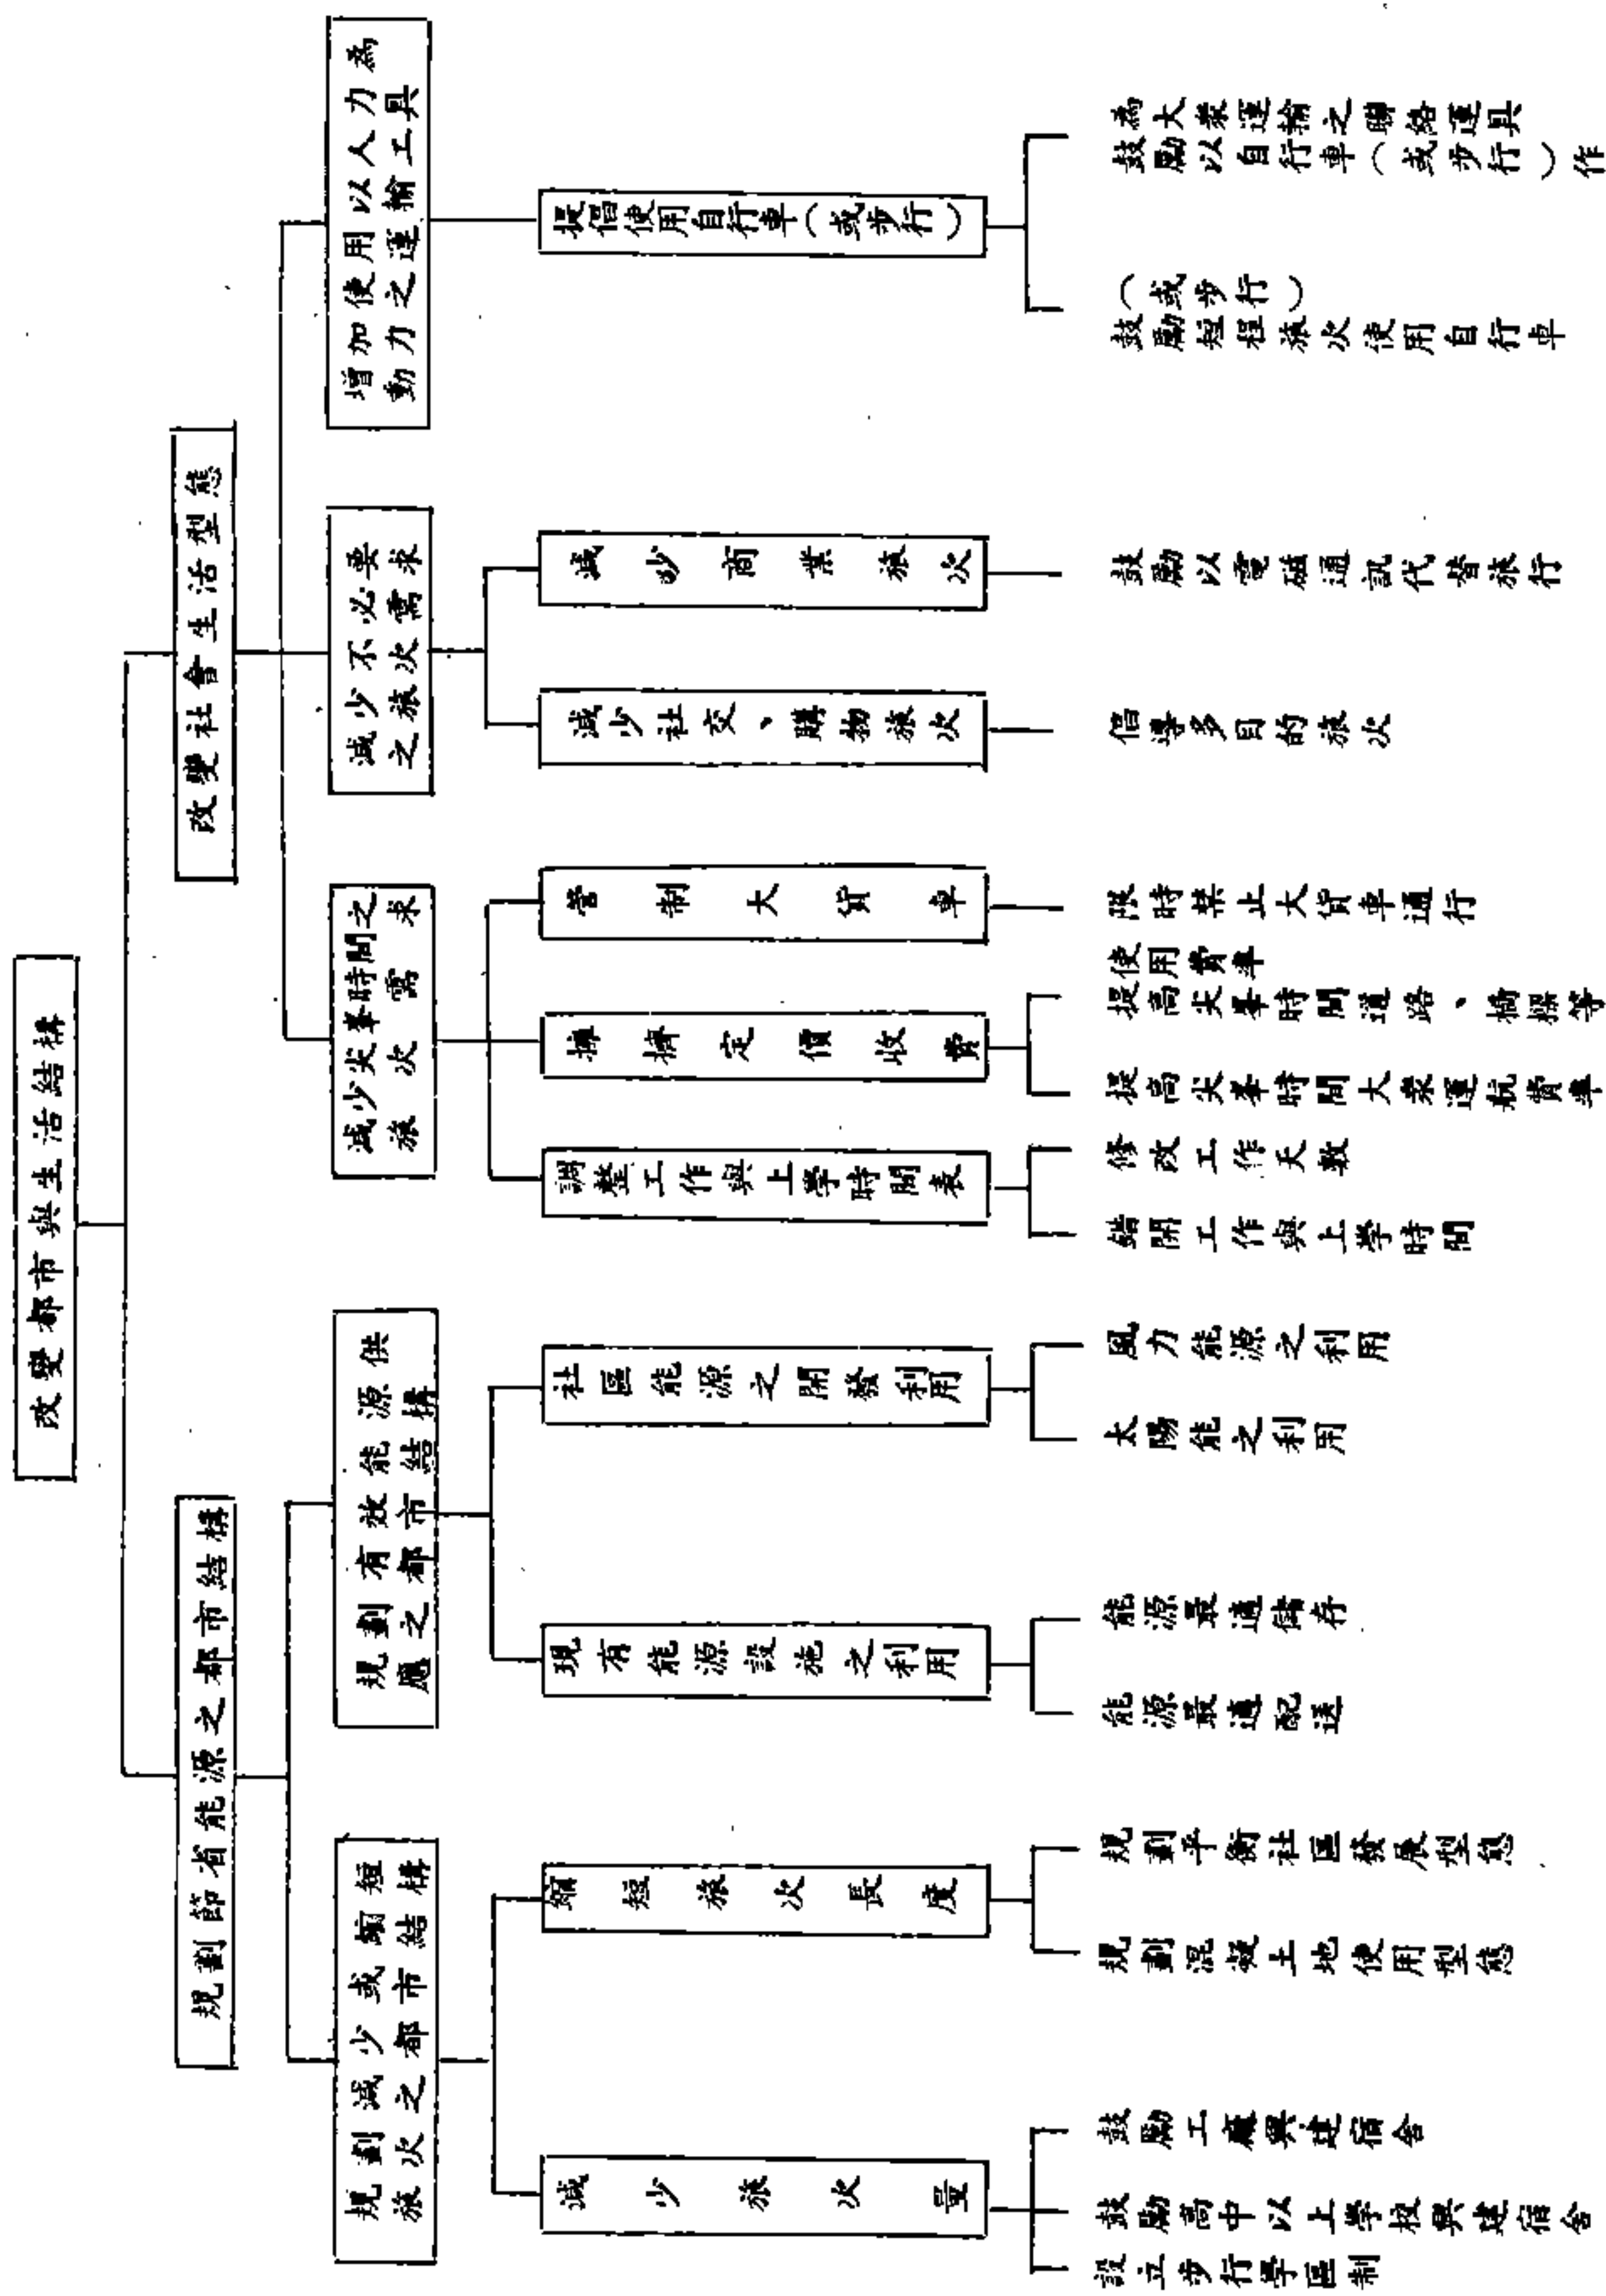 改變都市與生活結構
規劃節省能源之都市結構
改變社會生活型態
規劃減少或縮短
旅次之都市結構
規劃有效能源供
應之都市結構
減少尖峯時間之
旅次需求
減少不必要
之旅次需求
增加使用以人力為
動力之運輸工具
減少旅次量
縮短旅次長度
現有能源設施之利用
社區能源之開發利用
調整工作與上學時間表
擁擠定價收費
管制大貨車
減少社交、購物旅次
減少商業旅次
提倡使用自行車(或步行)
設立步行學區制
鼓勵高中以上學校興建宿舍
鼓勵工廠興建宿舍
規劃混凝土地使用型態
規劃平衡社區發展型態
能源最適配送
能源最適儲存
太陽能之利用
風力能源之利用
錯開工作與上學時間
修改工作天數
提高尖峯時間大衆運航費率
提高尖峯時間道路、橋樑等
使用費率
限時禁止大貨車通行
倡導多目的旅次
鼓勵以電磁通訊代替旅行
鼓勵短程旅次使用自行車
(或步行)
鼓勵以自行車(或步行)作
為大衆運輸之聯絡運具